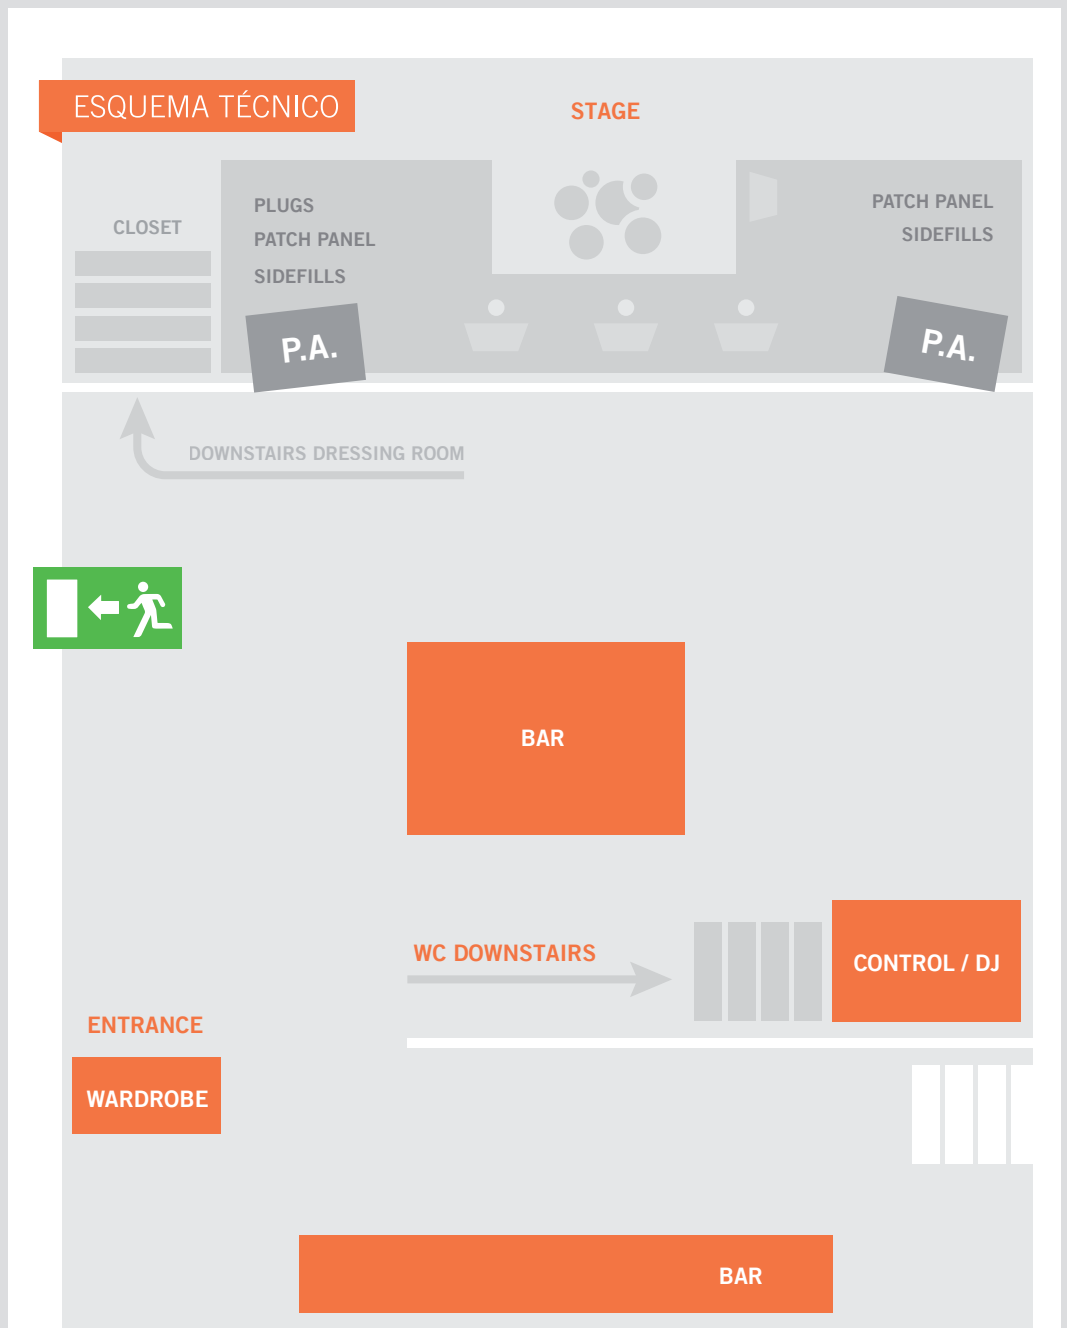 ESQUEMA TÉCNICO
STAGE
CLOSET
PLUGS
PATCH PANEL
SIDEFILLS
PATCH PANEL
SIDEFILLS
P.A.
P.A.
DOWNSTAIRS DRESSING ROOM
BAR
WC DOWNSTAIRS
CONTROL / DJ
ENTRANCE
WARDROBE
BAR